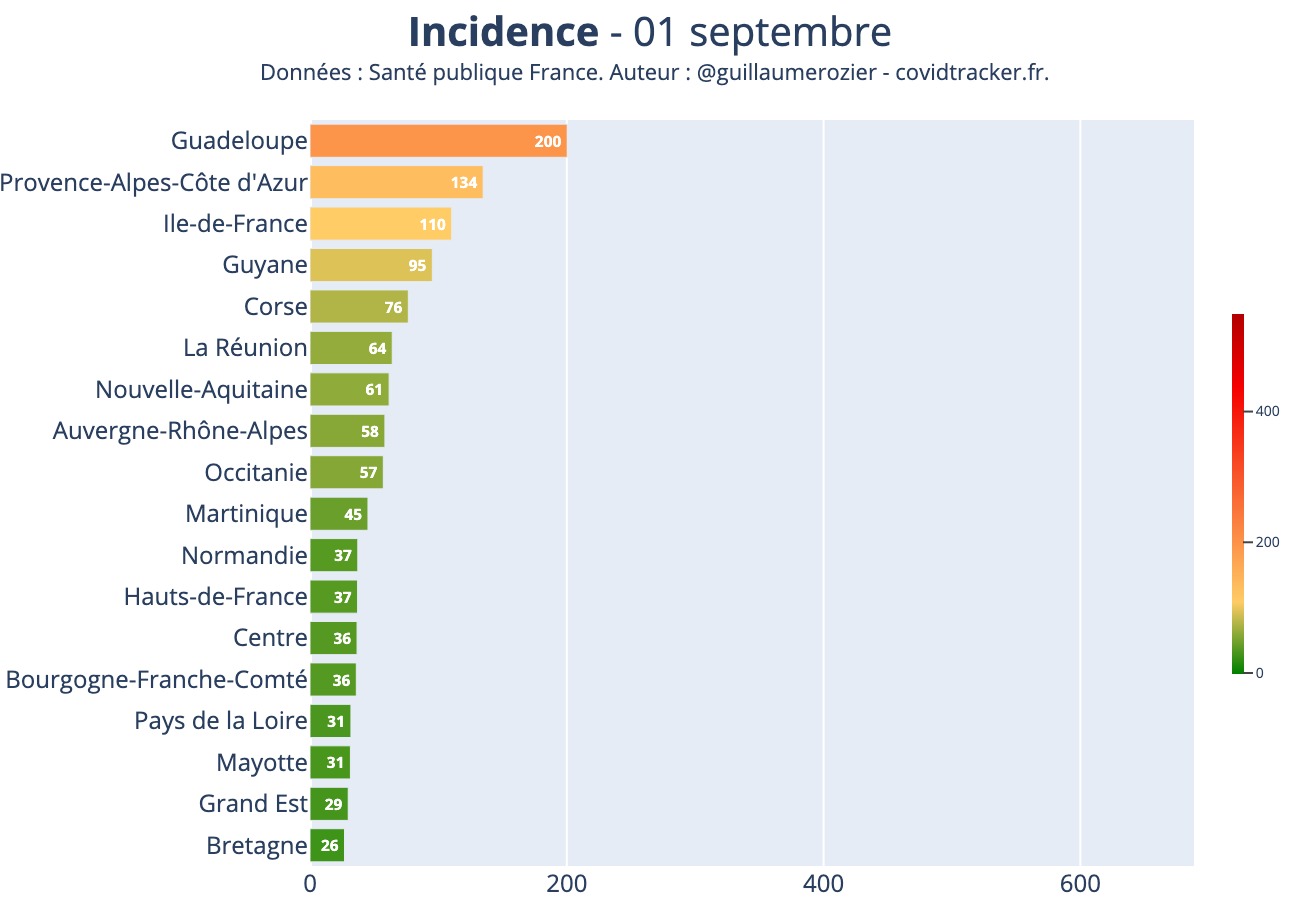 Incidence - 01 septembre
Données : Santé publique France. Auteur : @guillaumerozier - covidtracker.fr.
Guadeloupe 200
Provence-Alpes-Côte d'Azur 134
Ile-de-France 110
Guyane 95
Corse 76
La Réunion 64
Nouvelle-Aquitaine 61
Auvergne-Rhône-Alpes 58
Occitanie 57
Martinique 45
Normandie 37
Hauts-de-France 37
Centre 36
Bourgogne-Franche-Comté 36
Pays de la Loire 31
Mayotte 31
Grand Est 29
Bretagne 26
0 200 400 600
400
200
0